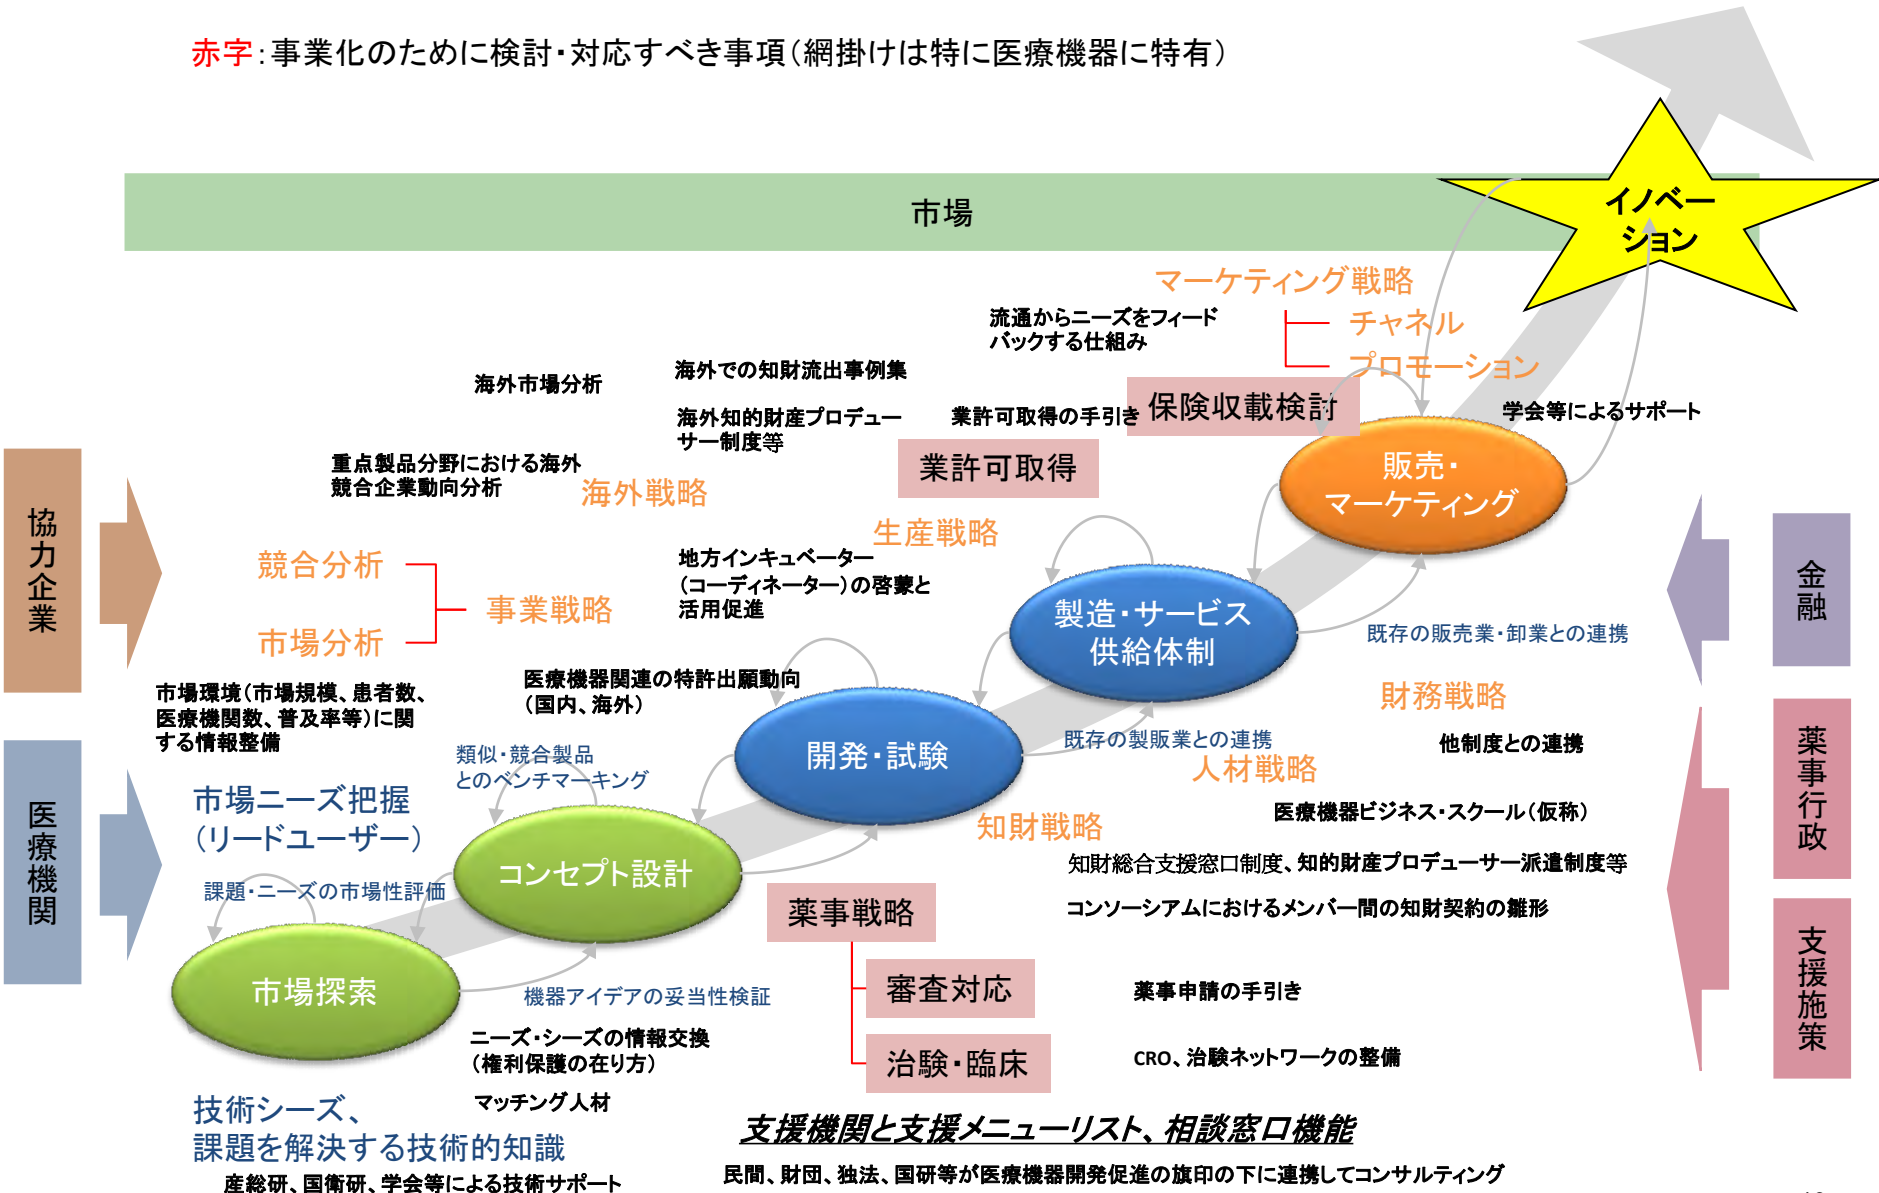 赤字：事業化のために検討・対応すべき事項（網掛けは特に医療機器に特有）
市場
イノベー
ション
マーケティング戦略
チャネル
プロモーション
流通からニーズをフィード
バックする仕組み
海外市場分析
海外での知財流出事例集
海外知的財産プロデュー
サー制度等
業許可取得の手引き
保険収載検討
学会等によるサポート
重点製品分野における海外
競合企業動向分析
海外戦略
業許可取得
販売・
マーケティング
協力企業
競合分析
市場分析
事業戦略
生産戦略
地方インキュベーター
（コーディネーター）の啓蒙と
活用促進
製造・サービス
供給体制
既存の販売業・卸業との連携
金融
市場環境（市場規模、患者数、
医療機関数、普及率等）に関
する情報整備
医療機器関連の特許出願動向
（国内、海外）
財務戦略
他制度との連携
類似・競合製品
とのベンチマーキング
開発・試験
既存の製販業との連携
人材戦略
薬事行政
医療機関
市場ニーズ把握
（リードユーザー）
知財戦略
医療機器ビジネス・スクール（仮称）
課題・ニーズの市場性評価
コンセプト設計
知財総合支援窓口制度、知的財産プロデューサー派遣制度等
コンソーシアムにおけるメンバー間の知財契約の雛形
薬事戦略
支援施策
市場探索
機器アイデアの妥当性検証
審査対応
薬事申請の手引き
ニーズ・シーズの情報交換
（権利保護の在り方）
治験・臨床
CRO、治験ネットワークの整備
マッチング人材
技術シーズ、
課題を解決する技術的知識
産総研、国衛研、学会等による技術サポート
支援機関と支援メニューリスト、相談窓口機能
民間、財団、独法、国研等が医療機器開発促進の旗印の下に連携してコンサルティング